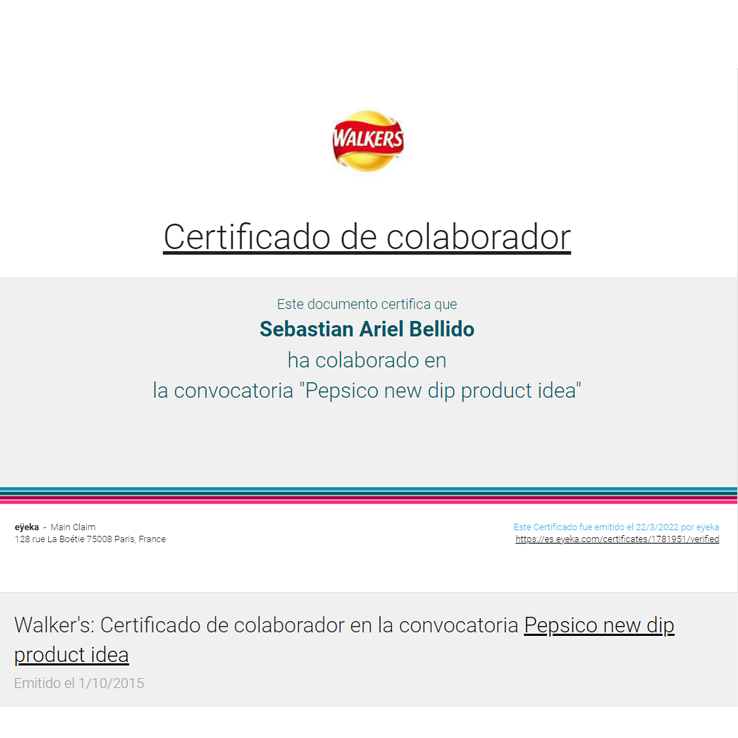 WALKERS
Certificado de colaborador
Este documento certifica que
Sebastian Ariel Bellido
ha colaborado en
la convocatoria "Pepsico new dip product idea"
eÿeka - Main Claim
128 rue La Boétie 75008 Paris, France
Este Certificado fue emitido el 22/3/2022 por eÿeka
https://es.eyeka.com/certificates/1781951/verified
Walker's: Certificado de colaborador en la convocatoria Pepsico new dip
product idea
Emitido el 1/10/2015